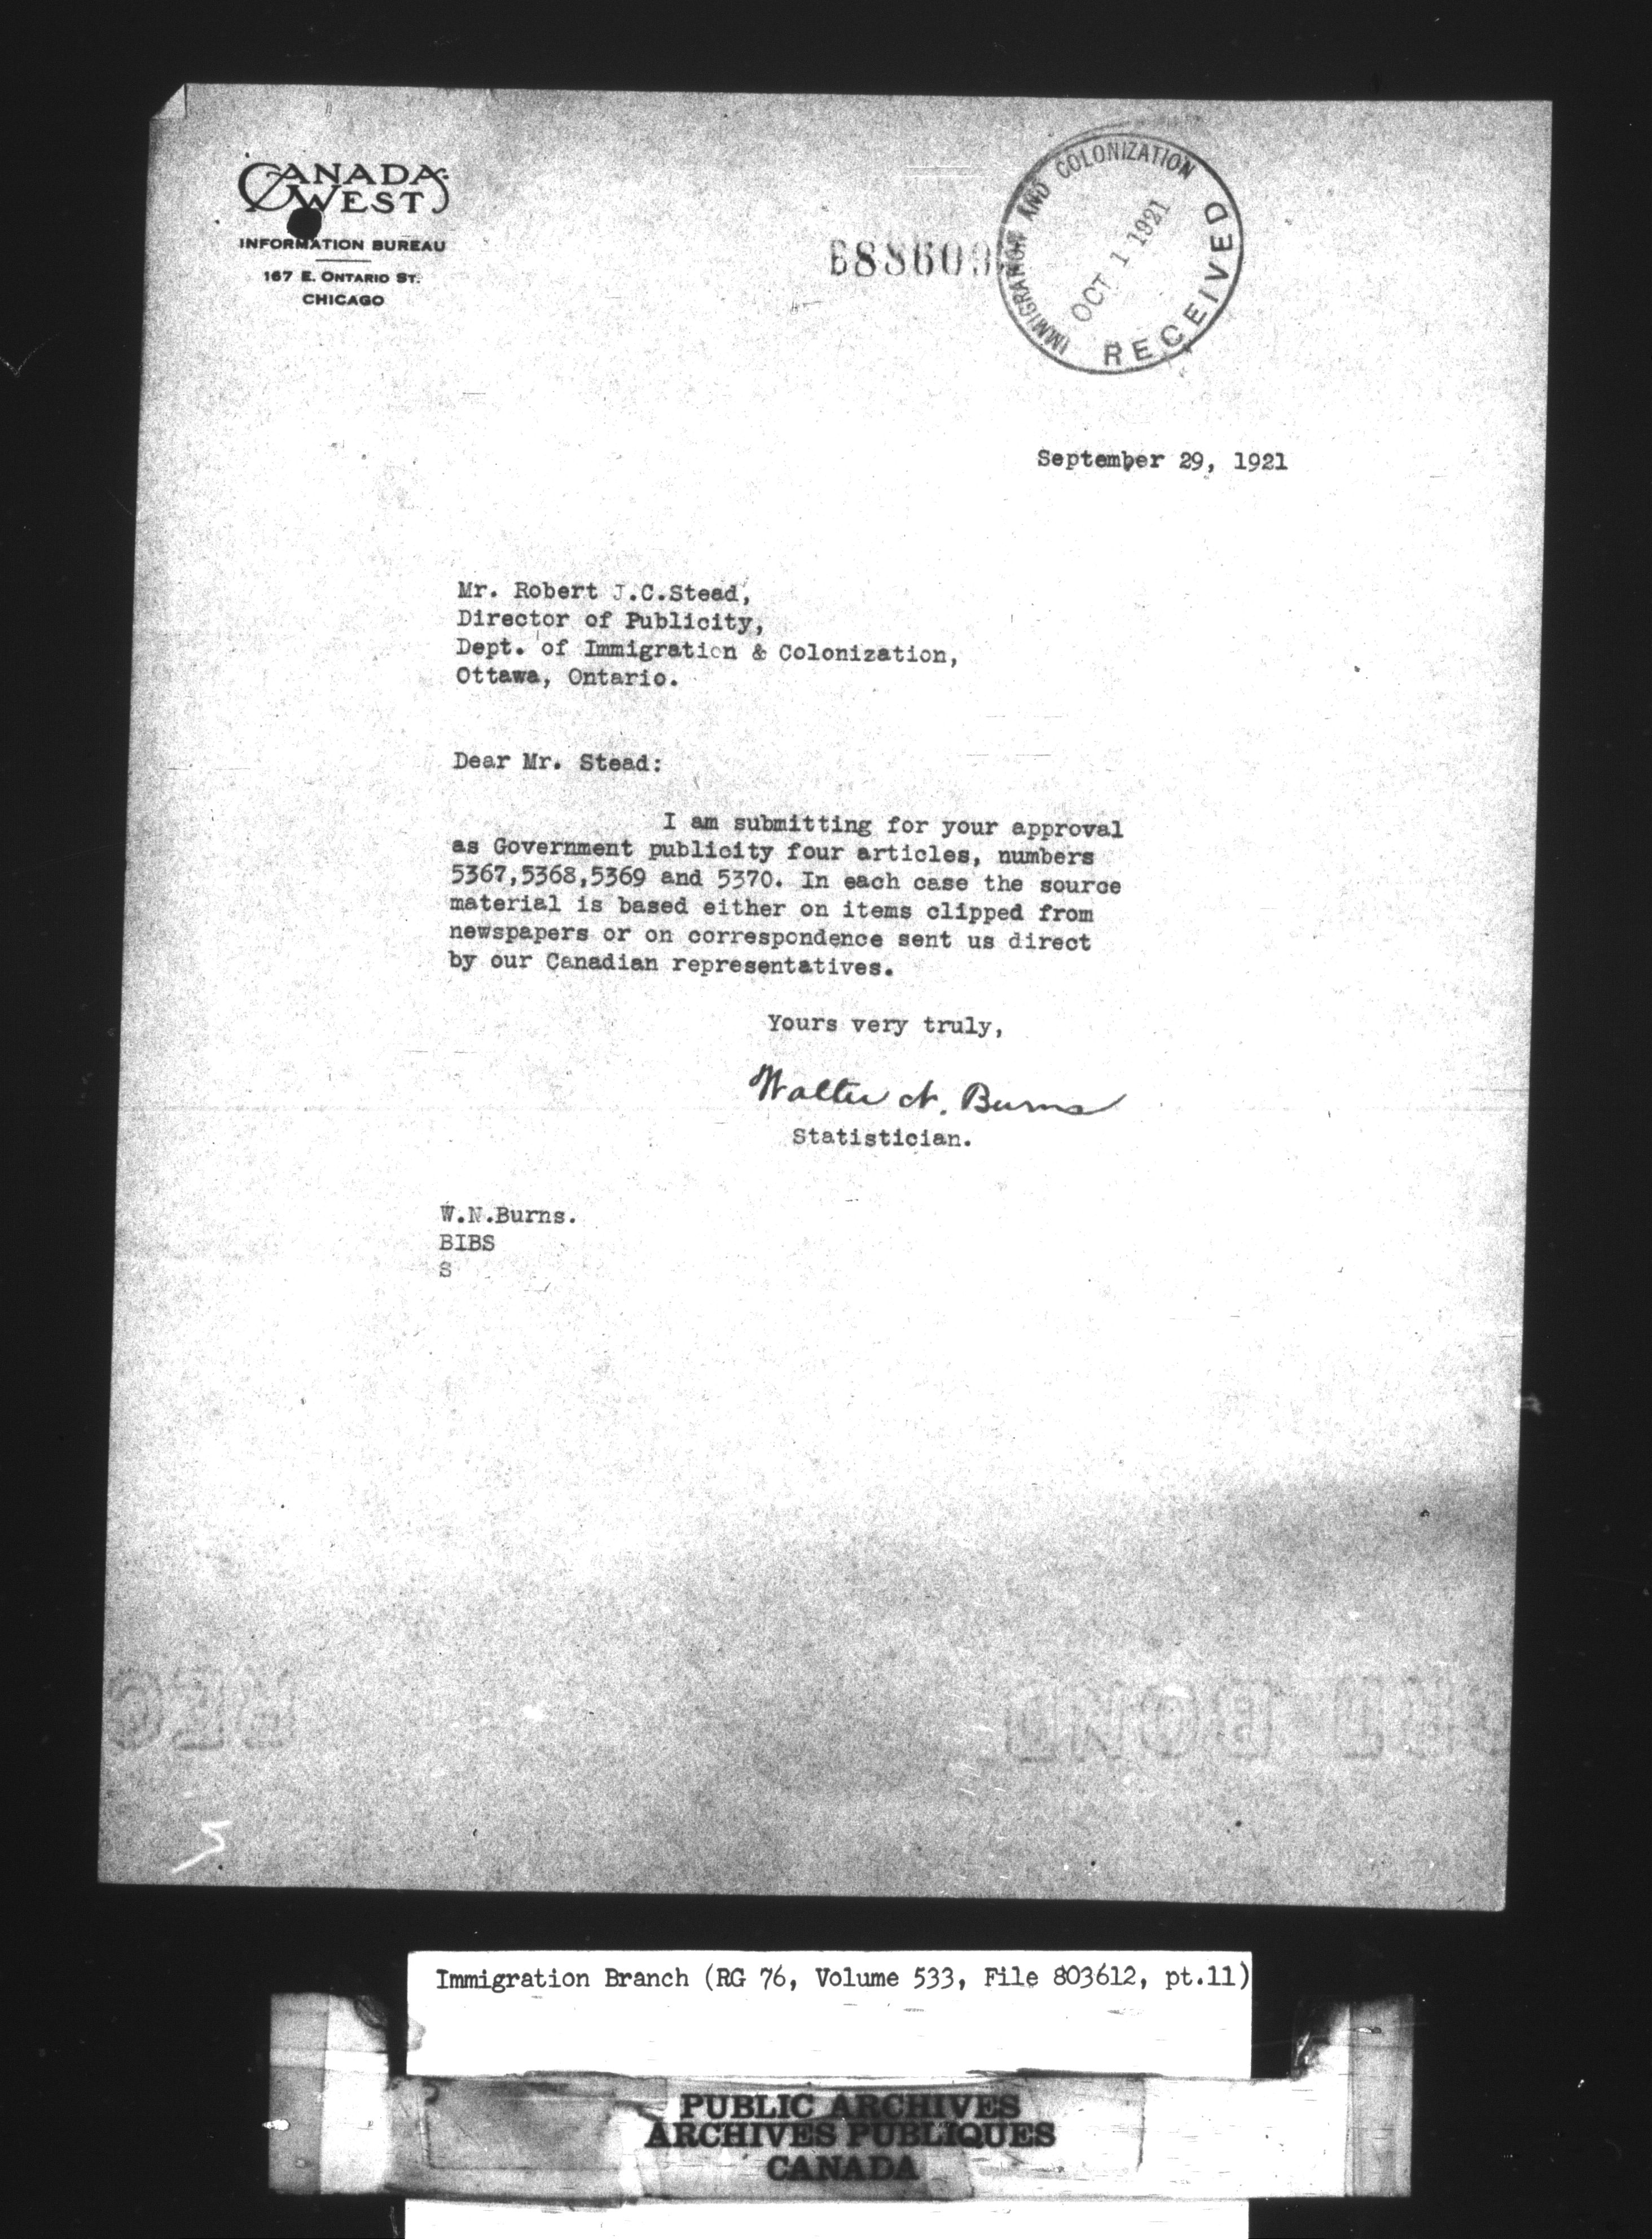 CANADA
WEST
INFORMATION BUREAU
167 E. ONTARIO ST.
CHICAGO
IMMIGRATION AND COLONIZATION
OCT 1 1921
RECEIVED
September 29, 1921
Mr. Robert J.C.Stead,
Director of Publicity,
Dept. of Immigration & Colonization,
Ottawa, Ontario.
Dear Mr. Stead:
I am submitting for your approval
as Government publicity four articles, numbers
5367,5368,5369 and 5370. In each case the source
material is based either on items clipped from
newspapers or on correspondence sent us direct
by our Canadian representatives.
Yours very truly,
Walter N. Burns
Statistician.
W.N.Burns.
BIBS
S
5
Immigration Branch (RG 76, Volume 533, File 803612, pt.11)
PUBLIC ARCHIVES
ARCHIVES PUBLIQUES
CANADA